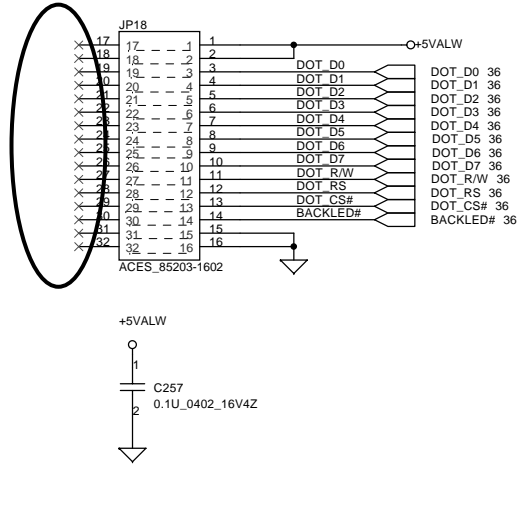 JP18
17 17 1 1 +5VALW
18 18 2 2
19 19 3 3 DOT_D0 DOT_D0 36
20 20 4 4 DOT_D1 DOT_D1 36
21 21 5 5 DOT_D2 DOT_D2 36
22 22 6 6 DOT_D3 DOT_D3 36
23 23 7 7 DOT_D4 DOT_D4 36
24 24 8 8 DOT_D5 DOT_D5 36
25 25 9 9 DOT_D6 DOT_D6 36
26 26 10 10 DOT_D7 DOT_D7 36
27 27 11 11 DOT_R/W DOT_R/W 36
28 28 12 12 DOT_RS DOT_RS 36
29 29 13 13 DOT_CS# DOT_CS# 36
30 30 14 14 BACKLED# BACKLED# 36
31 31 15 15
32 32 16 16
ACES_85203-1602
+5VALW
1
C257
0.1U_0402_16V4Z
2